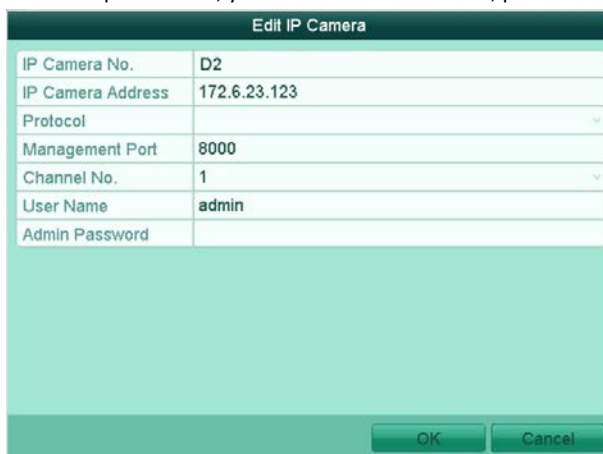 Edit IP Camera
IP Camera No. D2
IP Camera Address 172.6.23.123
Protocol
Management Port 8000
Channel No. 1
User Name admin
Admin Password
OK Cancel